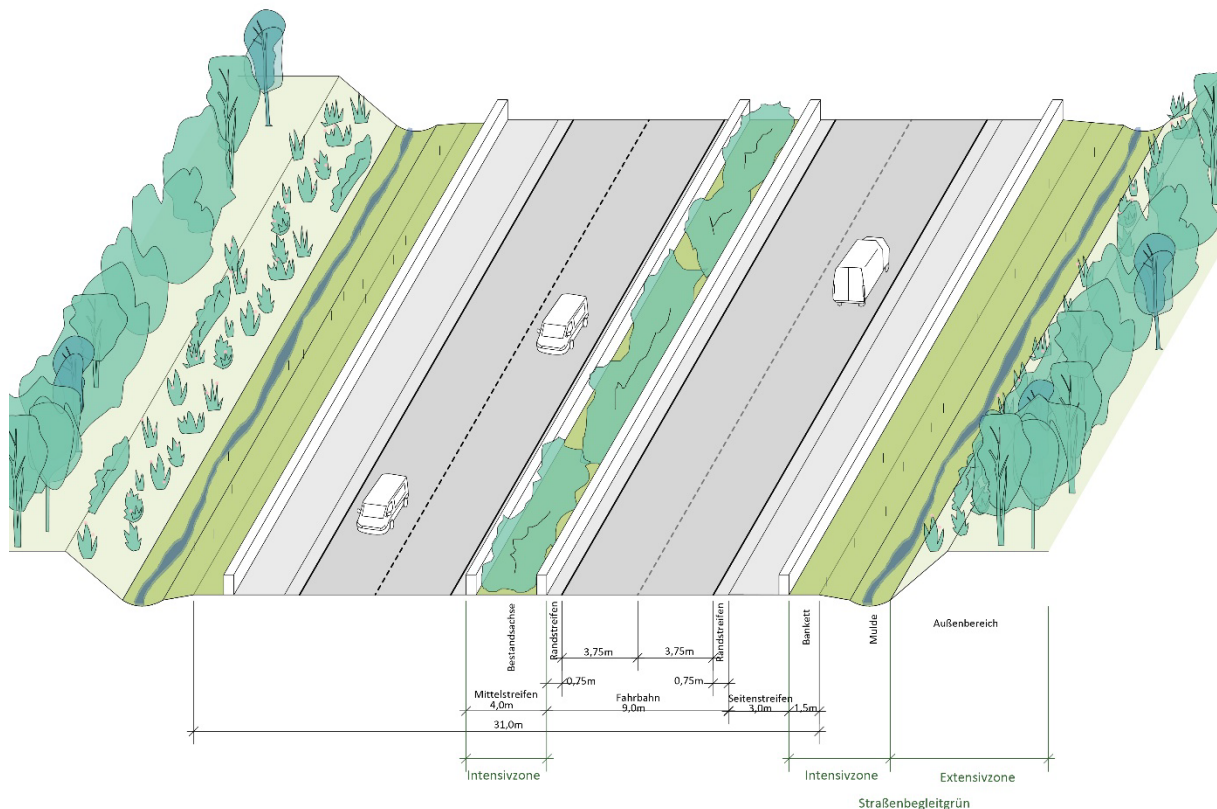 Bestandsachse
Randstreifen
Randstreifen
Bankett
Mulde
Außenbereich
3,75m
3,75m
0,75m
0,75m
Mittelstreifen
4,0m
Fahrbahn
9,0m
Seitenstreifen
3,0m
1,5m
31,0m
Intensivzone
Intensivzone
Extensivzone
Straßenbegleitgrün